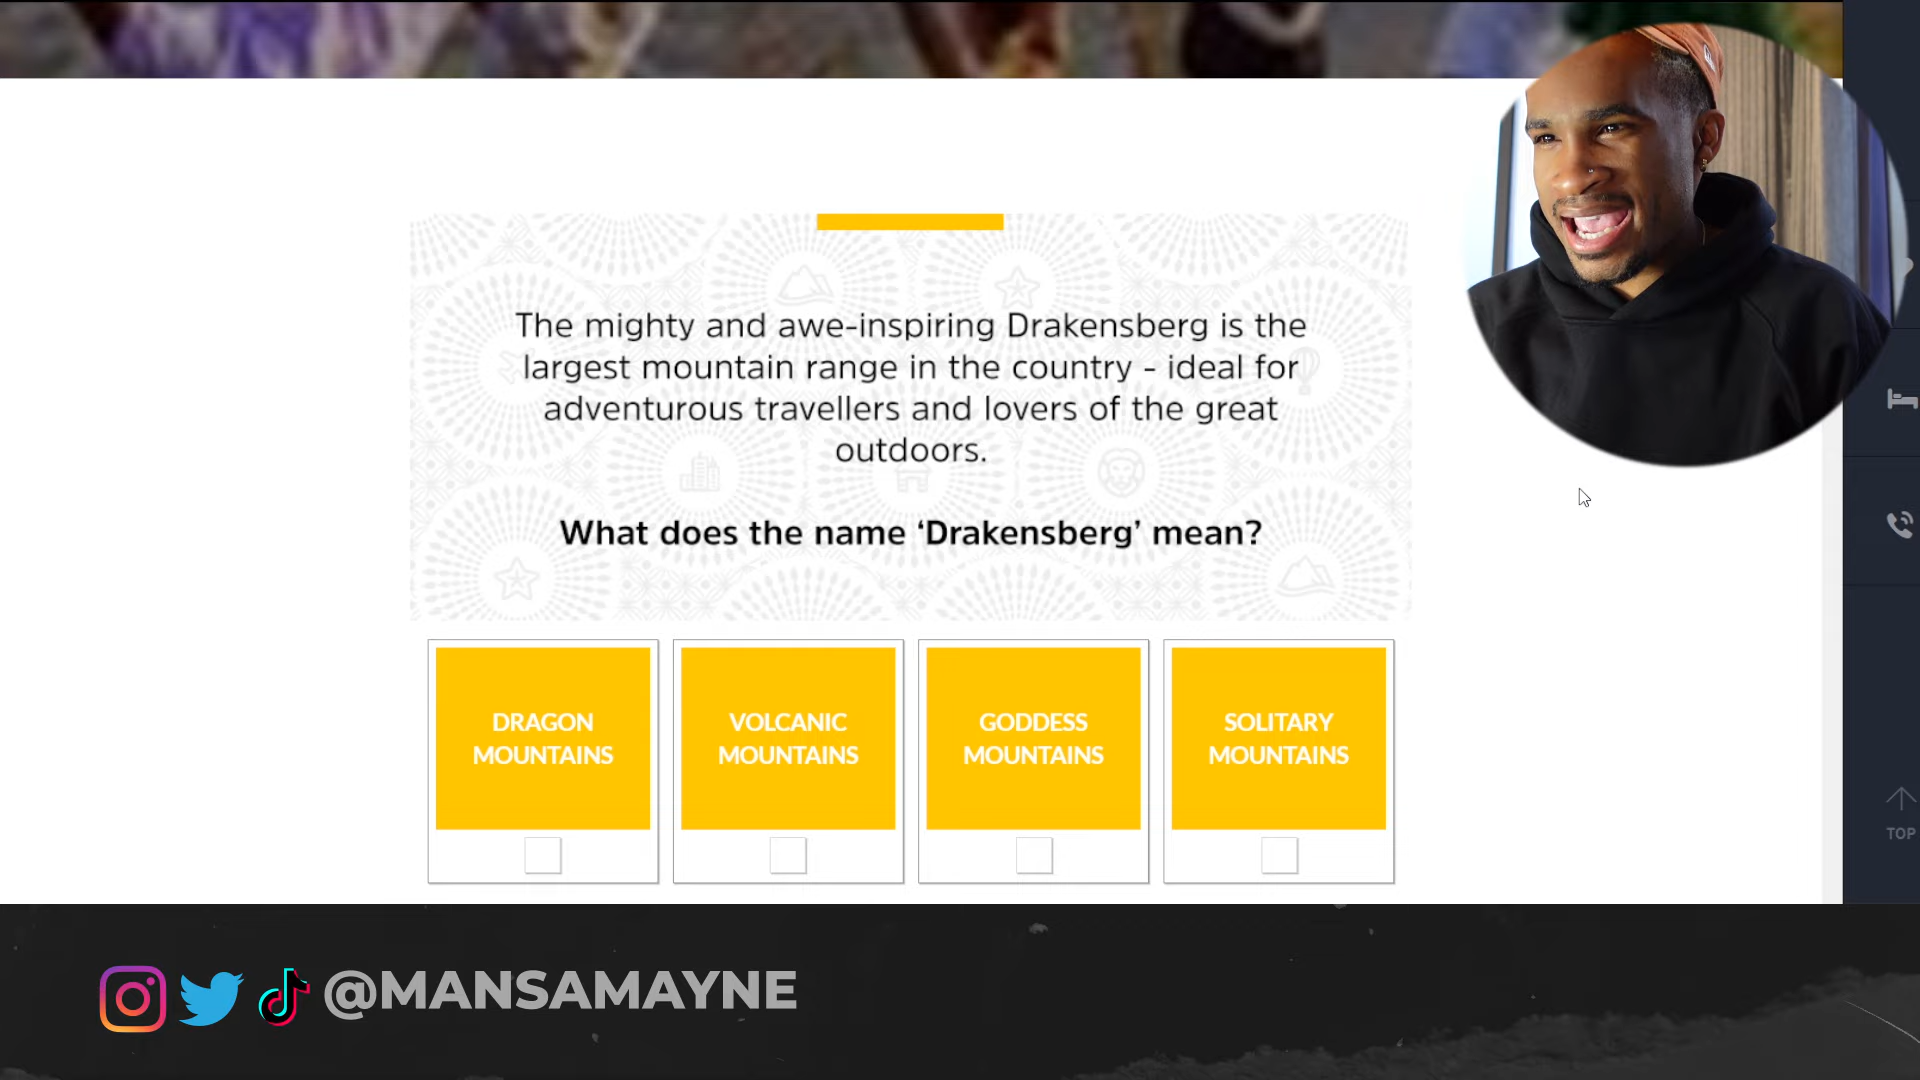 The mighty and awe-inspiring Drakensberg is the
largest mountain range in the country - ideal for
adventurous travellers and lovers of the great
outdoors.
What does the name ‘Drakensberg’ mean?
DRAGON
MOUNTAINS
VOLCANIC
MOUNTAINS
GODDESS
MOUNTAINS
SOLITARY
MOUNTAINS
TOP
@MANSAMAYNE